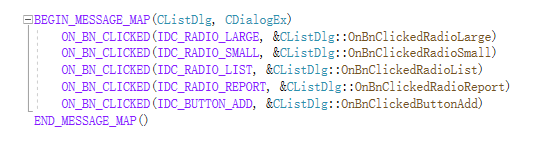 BEGIN_MESSAGE_MAP(CListDlg, CDialogEx)
ON_BN_CLICKED(IDC_RADIO_LARGE, &CListDlg::OnBnClickedRadioLarge)
ON_BN_CLICKED(IDC_RADIO_SMALL, &CListDlg::OnBnClickedRadioSmall)
ON_BN_CLICKED(IDC_RADIO_LIST, &CListDlg::OnBnClickedRadioList)
ON_BN_CLICKED(IDC_RADIO_REPORT, &CListDlg::OnBnClickedRadioReport)
ON_BN_CLICKED(IDC_BUTTON_ADD, &CListDlg::OnBnClickedButtonAdd)
END_MESSAGE_MAP()